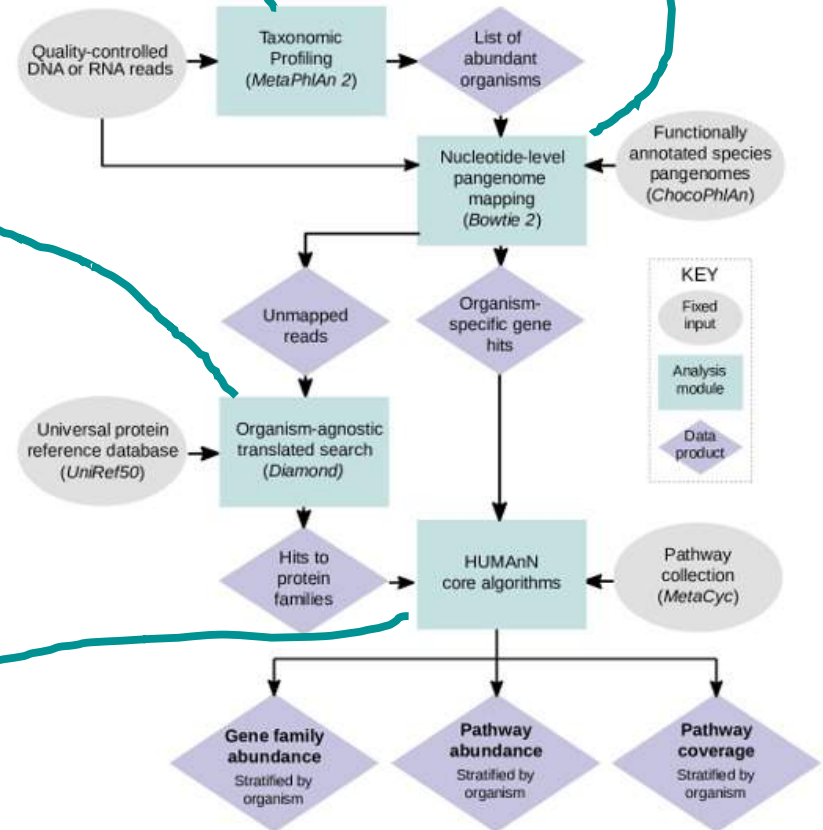 Quality-controlled
DNA or RNA reads
Taxonomic
Profiling
(MetaPhlAn 2)
List of
abundant
organisms
Nucleotide-level
pangenome
mapping
(Bowtie 2)
Functionally
annotated species
pangenomes
(ChocoPhlAn)
Unmapped
reads
Organism-
specific gene
hits
KEY
Fixed
input
Analysis
module
Data
product
Universal protein
reference database
(UniRef50)
Organism-agnostic
translated search
(Diamond)
Hits to
protein
families
HUMAnN
core algorithms
Pathway
collection
(MetaCyc)
Gene family
abundance
Stratified by
organism
Pathway
abundance
Stratified by
organism
Pathway
coverage
Stratified by
organism